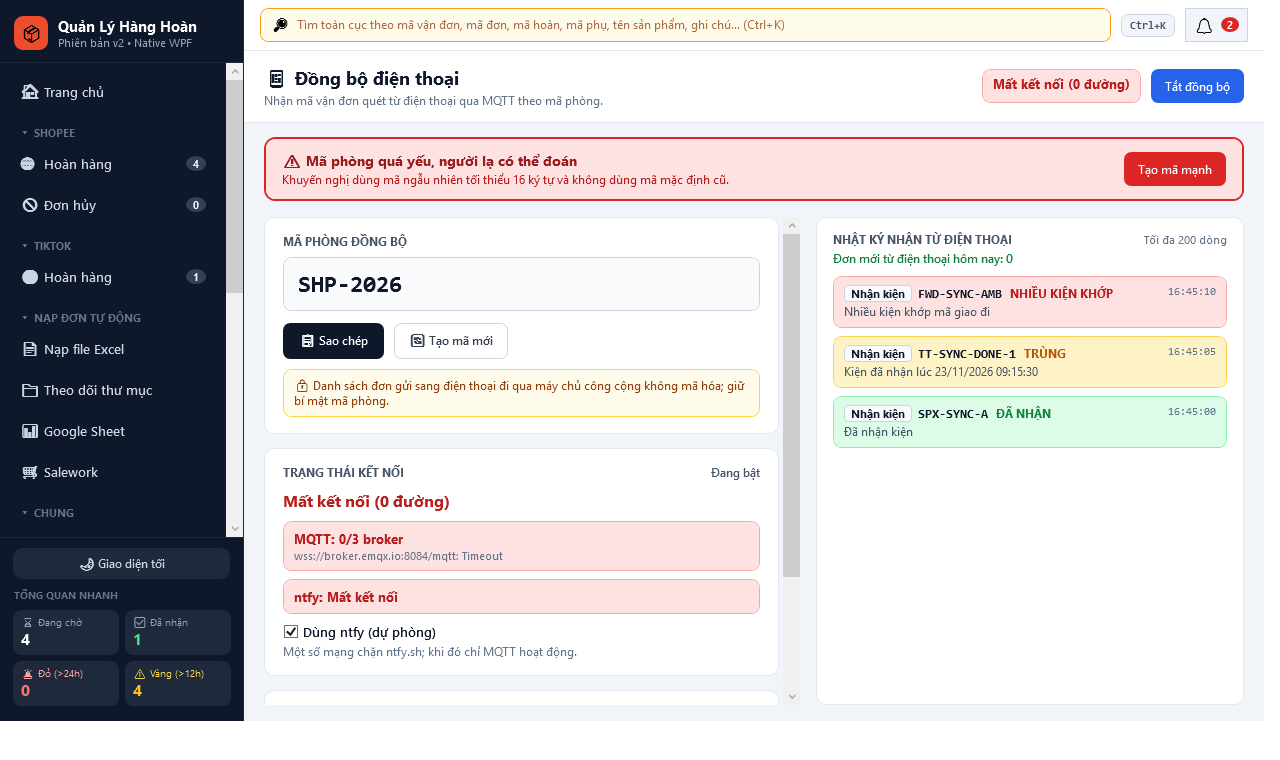 Quản Lý Hàng Hoàn
Phiên bản v2 • Native WPF
Trang chủ
SHOPEE
Hoàn hàng 4
Đơn hủy 0
TIKTOK
Hoàn hàng 1
NẠP ĐƠN TỰ ĐỘNG
Nạp file Excel
Theo dõi thư mục
Google Sheet
Salework
CHUNG
Giao diện tối
TỔNG QUAN NHANH
Đang chờ
4
Đã nhận
1
Đỏ (>24h)
0
Vàng (>12h)
4
Tìm toàn cục theo mã vận đơn, mã đơn, mã hoàn, mã phụ, tên sản phẩm, ghi chú... (Ctrl+K)
Ctrl+K
2
Đồng bộ điện thoại
Nhận mã vận đơn quét từ điện thoại qua MQTT theo mã phòng.
Mất kết nối (0 đường)
Tắt đồng bộ
Mã phòng quá yếu, người lạ có thể đoán
Khuyến nghị dùng mã ngẫu nhiên tối thiểu 16 ký tự và không dùng mã mặc định cũ.
Tạo mã mạnh
MÃ PHÒNG ĐỒNG BỘ
SHP-2026
Sao chép
Tạo mã mới
Danh sách đơn gửi sang điện thoại đi qua máy chủ công cộng không mã hóa; giữ
bí mật mã phòng.
TRẠNG THÁI KẾT NỐI
Đang bật
Mất kết nối (0 đường)
MQTT: 0/3 broker
wss://broker.emqx.io:8084/mqtt: Timeout
ntfy: Mất kết nối
Dùng ntfy (dự phòng)
Một số mạng chặn ntfy.sh; khi đó chỉ MQTT hoạt động.
NHẬT KÝ NHẬN TỪ ĐIỆN THOẠI
Tối đa 200 dòng
Đơn mới từ điện thoại hôm nay: 0
Nhận kiện FWD-SYNC-AMB NHIỀU KIỆN KHỚP 16:45:10
Nhiều kiện khớp mã giao đi
Nhận kiện TT-SYNC-DONE-1 TRÙNG 16:45:05
Kiện đã nhận lúc 23/11/2026 09:15:30
Nhận kiện SPX-SYNC-A ĐÃ NHẬN 16:45:00
Đã nhận kiện